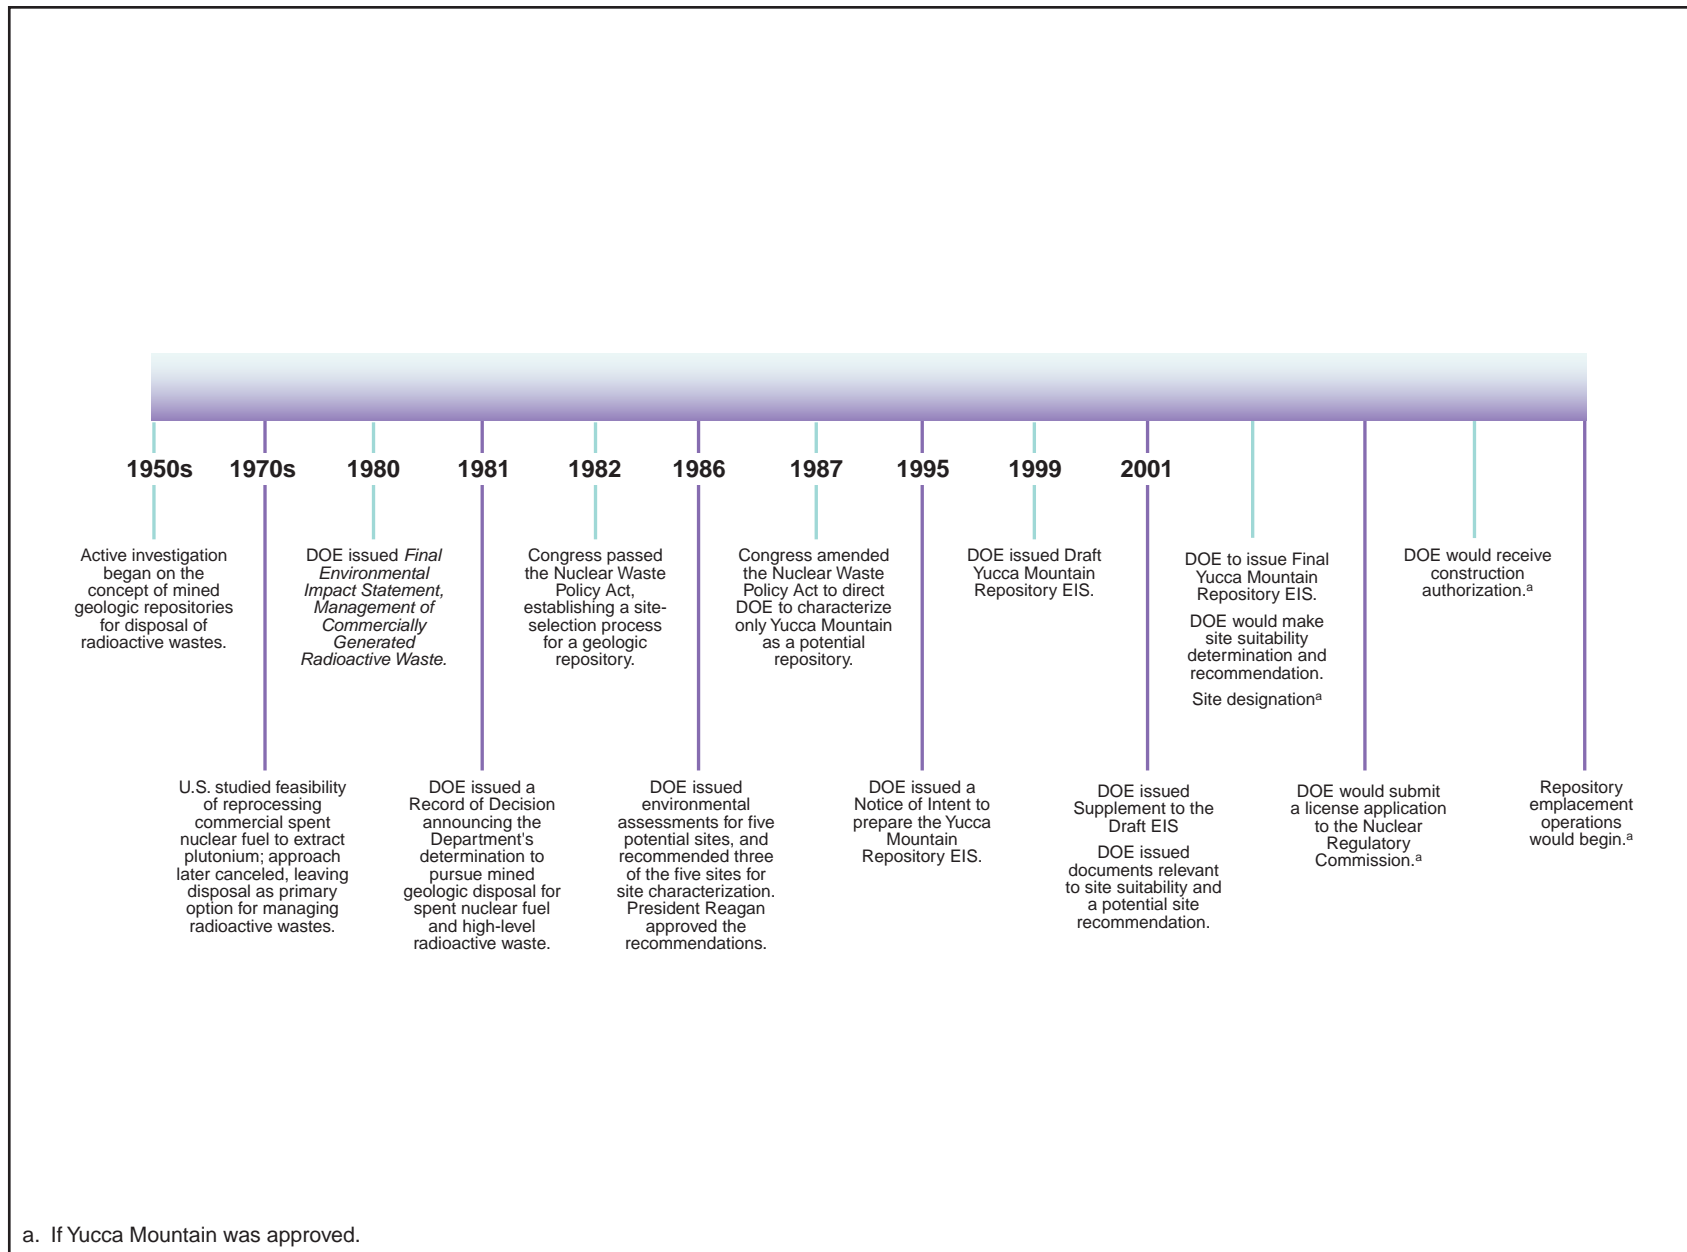 1950s
1970s
1980
1981
1982
1986
1987
1995
1999
2001
Active investigation
began on the
concept of mined
geologic repositories
for disposal of
radioactive wastes.
DOE issued Final
Environmental
Impact Statement,
Management of
Commercially
Generated
Radioactive Waste.
Congress passed
the Nuclear Waste
Policy Act,
establishing a site-
selection process
for a geologic
repository.
Congress amended
the Nuclear Waste
Policy Act to direct
DOE to characterize
only Yucca Mountain
as a potential
repository.
DOE issued Draft
Yucca Mountain
Repository EIS.
DOE to issue Final
Yucca Mountain
Repository EIS.
DOE would make
site suitability
determination and
recommendation.
Site designationa
DOE would receive
construction
authorization.a
U.S. studied feasibility
of reprocessing
commercial spent
nuclear fuel to extract
plutonium; approach
later canceled, leaving
disposal as primary
option for managing
radioactive wastes.
DOE issued a
Record of Decision
announcing the
Department's
determination to
pursue mined
geologic disposal for
spent nuclear fuel
and high-level
radioactive waste.
DOE issued
environmental
assessments for five
potential sites, and
recommended three
of the five sites for
site characterization.
President Reagan
approved the
recommendations.
DOE issued a
Notice of Intent to
prepare the Yucca
Mountain
Repository EIS.
DOE issued
Supplement to the
Draft EIS
DOE issued
documents relevant
to site suitability and
a potential site
recommendation.
DOE would submit
a license application
to the Nuclear
Regulatory
Commission.a
Repository
emplacement
operations
would begin.a
a. If Yucca Mountain was approved.